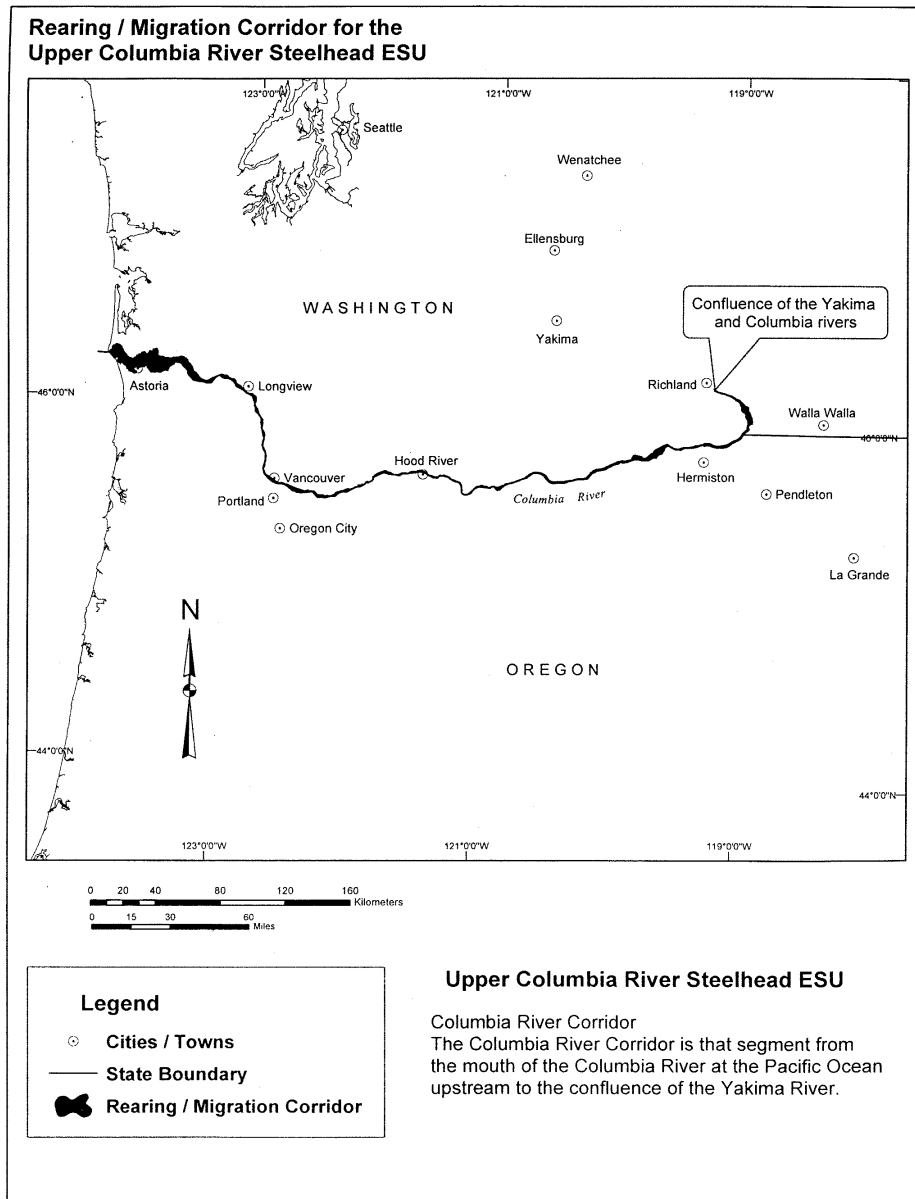 Rearing / Migration Corridor for the
Upper Columbia River Steelhead ESU
123°0'0"W
121°0'0"W
119°0'0"W
Seattle
Wenatchee
Ellensburg
WASHINGTON
Confluence of the Yakima
and Columbia rivers
Yakima
Richland
Astoria
Longview
46°0'0"N
Walla Walla
46°0'0"N
Hood River
Vancouver
Hermiston
Portland
Columbia River
Pendleton
Oregon City
La Grande
N
OREGON
44°0'0"N
44°0'0"N
123°0'0"W
121°0'0"W
119°0'0"W
0 20 40 80 120 160
Kilometers
0 15 30 60
Miles
Legend
Cities / Towns
State Boundary
Rearing / Migration Corridor
Upper Columbia River Steelhead ESU
Columbia River Corridor
The Columbia River Corridor is that segment from
the mouth of the Columbia River at the Pacific Ocean
upstream to the confluence of the Yakima River.